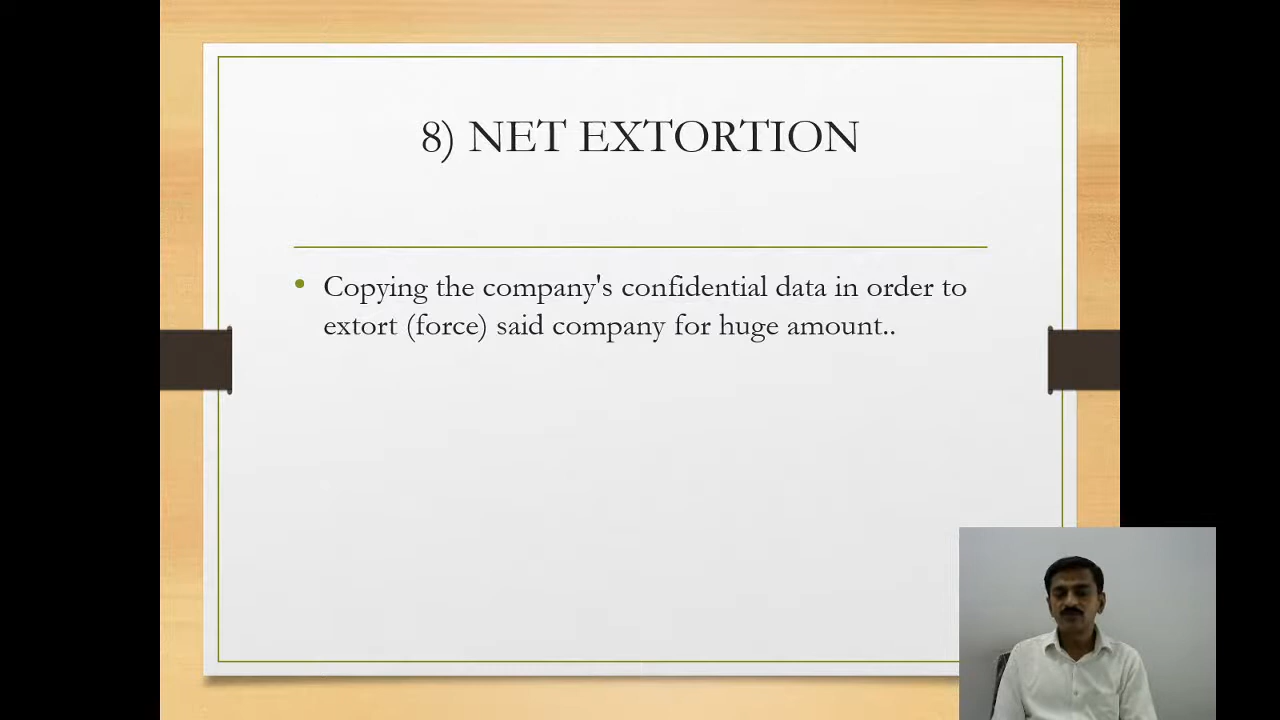 8) NET EXTORTION
• Copying the company's confidential data in order to
extort (force) said company for huge amount..